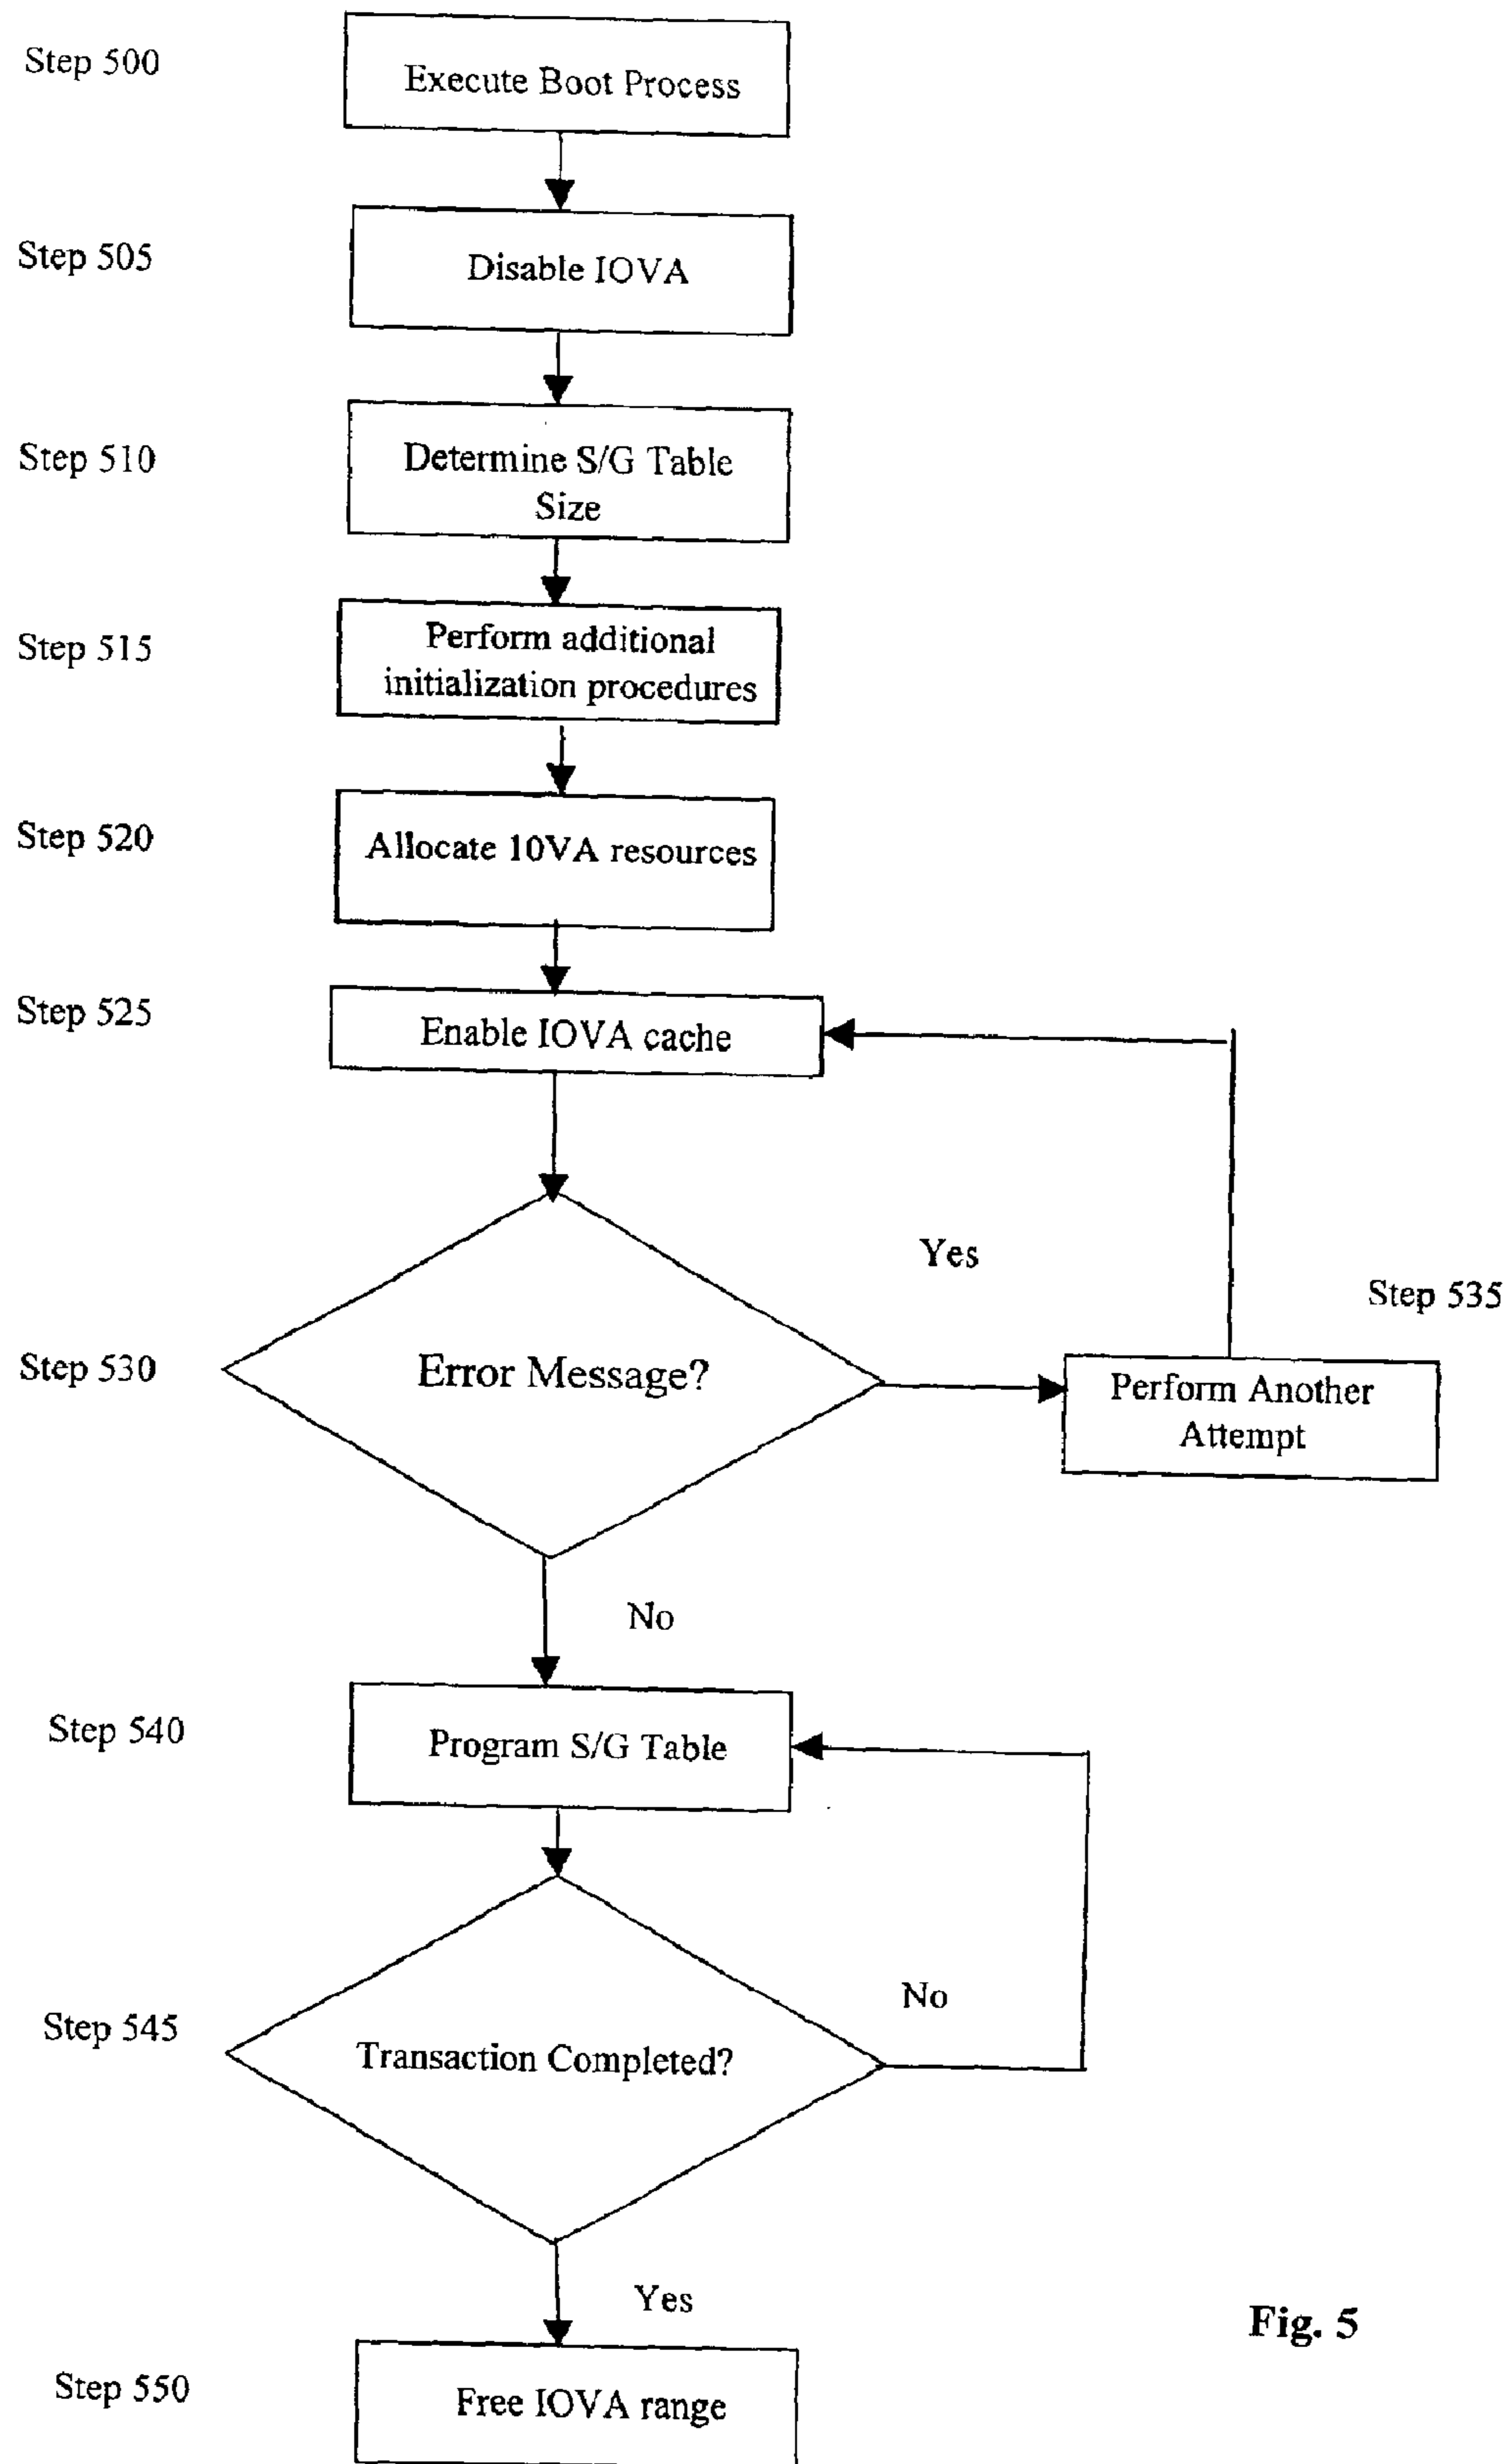 Step 500
Execute Boot Process
Step 505
Disable IOVA
Step 510
Determine S/G Table
Size
Step 515
Perform additional
initialization procedures
Step 520
Allocate 10VA resources
Step 525
Enable IOVA cache
Yes
Step 535
Step 530
Error Message?
Perform Another
Attempt
No
Step 540
Program S/G Table
No
Step 545
Transaction Completed?
Yes
Fig. 5
Step 550
Free IOVA range